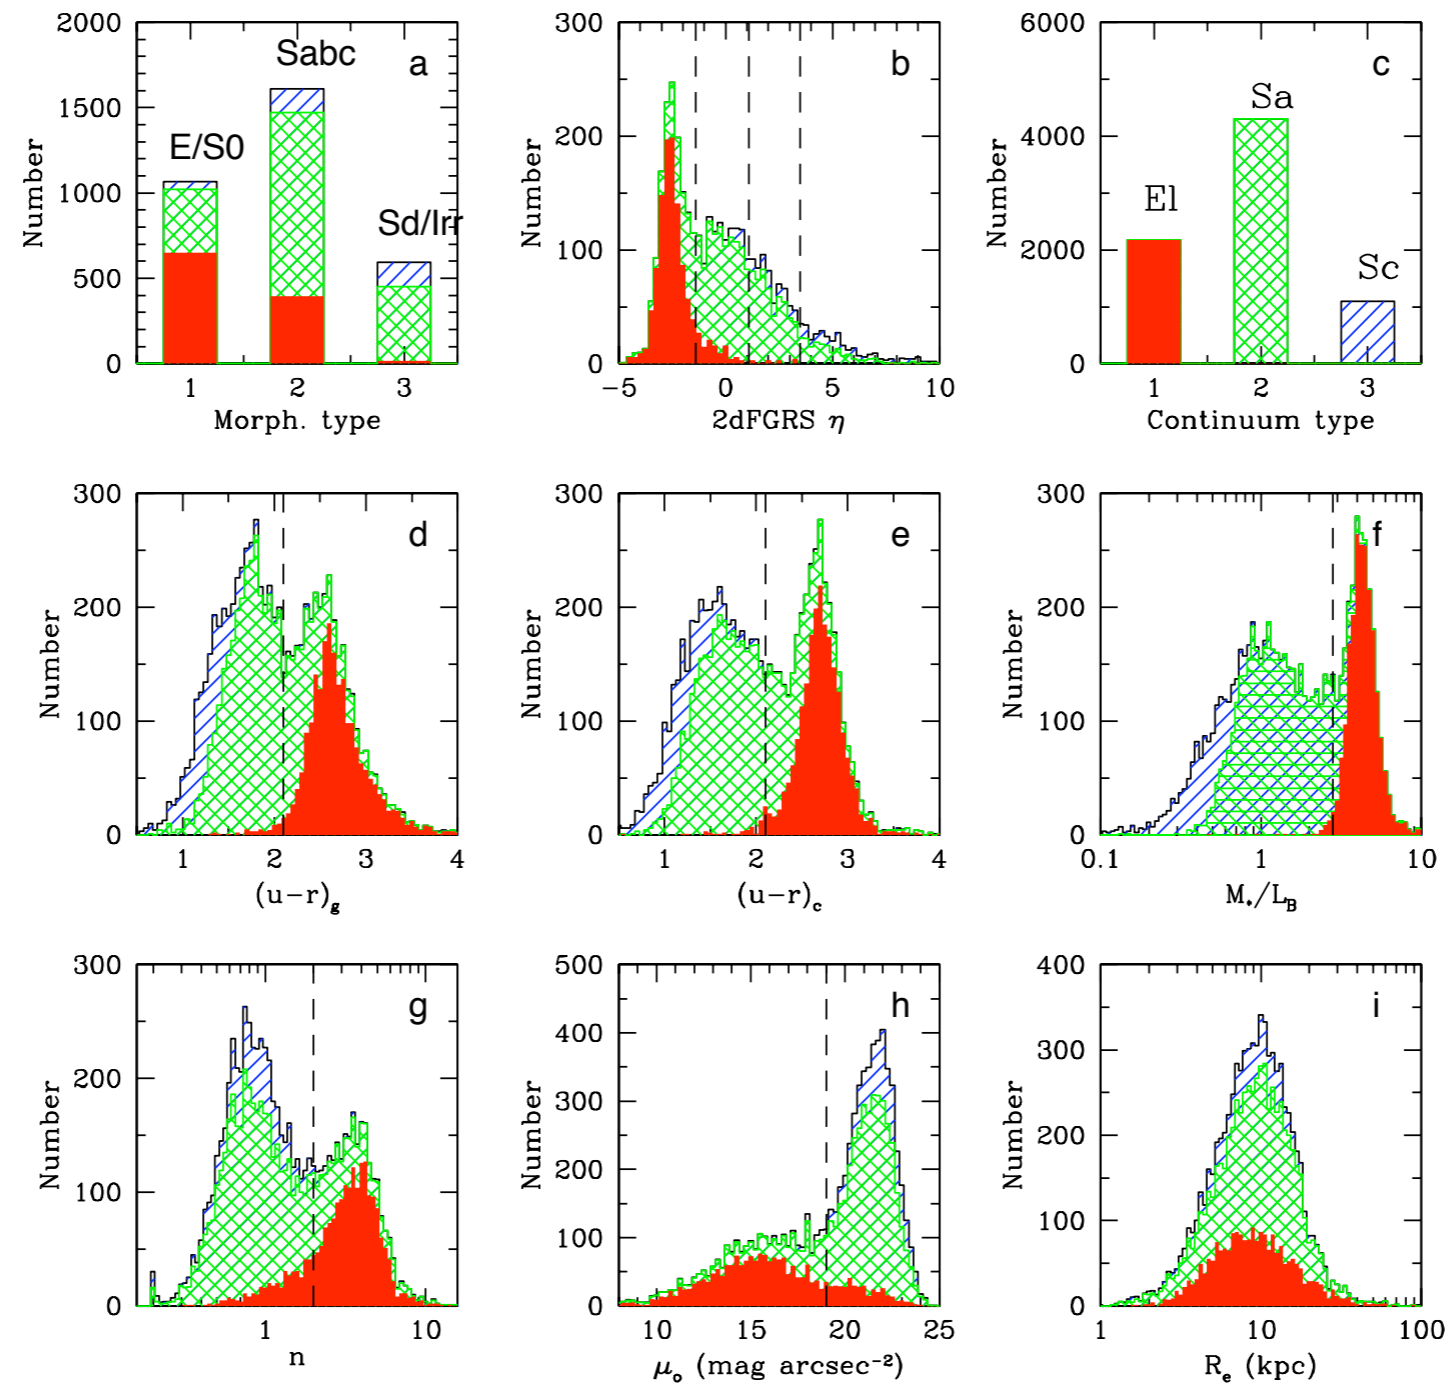 2000
1500
1000
500
0
Number
E/S0
Sabc
Sd/Irr
a
1 2 3
Morph. type
300
200
100
0
Number
b
−5 0 5 10
2dFGRS η
6000
4000
2000
0
Number
El
Sa
Sc
c
1 2 3
Continuum type
300
200
100
0
Number
d
1 2 3 4
(u−r)g
300
200
100
0
Number
e
1 2 3 4
(u−r)c
300
200
100
0
Number
f
0.1 1 10
M*/LB
300
200
100
0
Number
g
1 10
n
500
400
300
200
100
0
Number
h
10 15 20 25
μo (mag arcsec−2)
400
300
200
100
0
Number
i
1 10 100
Re (kpc)